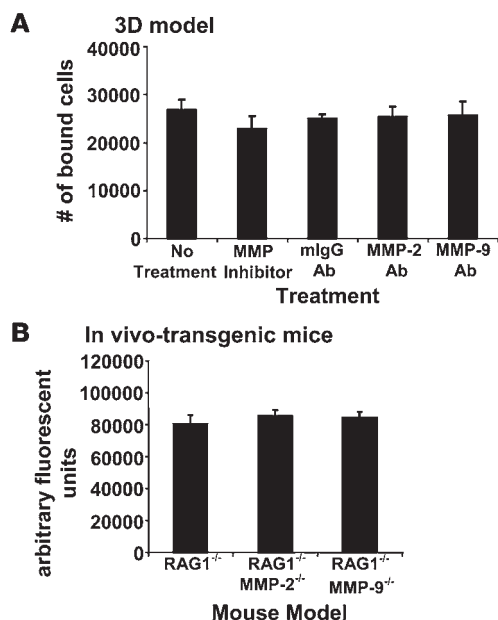 A
3D model
# of bound cells
40000
30000
20000
10000
0
No Treatment
MMP Inhibitor
mIgG Ab
MMP-2 Ab
MMP-9 Ab
Treatment
B
In vivo-transgenic mice
arbitrary fluorescent units
120000
100000
80000
60000
40000
20000
0
RAG1-/-
RAG1-/- MMP-2-/-
RAG1-/- MMP-9-/-
Mouse Model